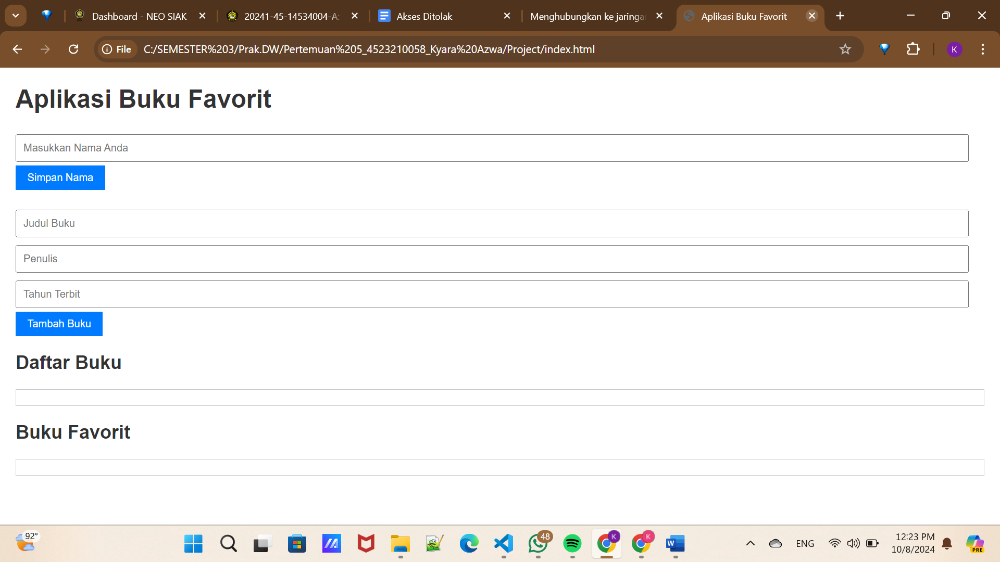 Dashboard - NEO SIAK
20241-45-14534004-A:
Akses Ditolak
Menghubungkan ke jaringa
Aplikasi Buku Favorit
File
C:/SEMESTER%203/Prak.DW/Pertemuan%205_4523210058_Kyara%20Azwa/Project/index.html
K
Aplikasi Buku Favorit
Masukkan Nama Anda
Simpan Nama
Judul Buku
Penulis
Tahun Terbit
Tambah Buku
Daftar Buku
Buku Favorit
92°
48
K
K
W
ENG
12:23 PM
10/8/2024
PRE